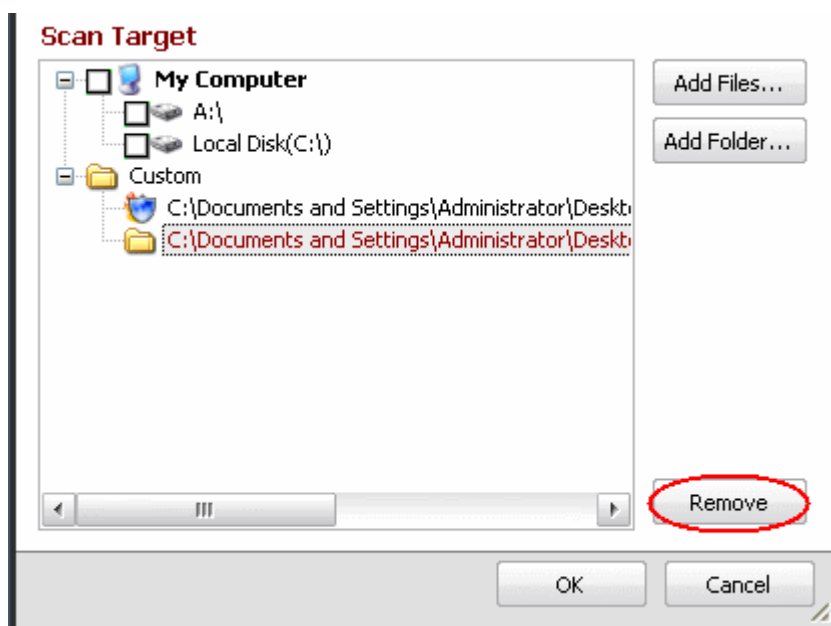 Scan Target
My Computer
Add Files...
A:\
Local Disk(C:\)
Add Folder...
Custom
C:\Documents and Settings\Administrator\Deskt
C:\Documents and Settings\Administrator\Deskt
Remove
OK
Cancel